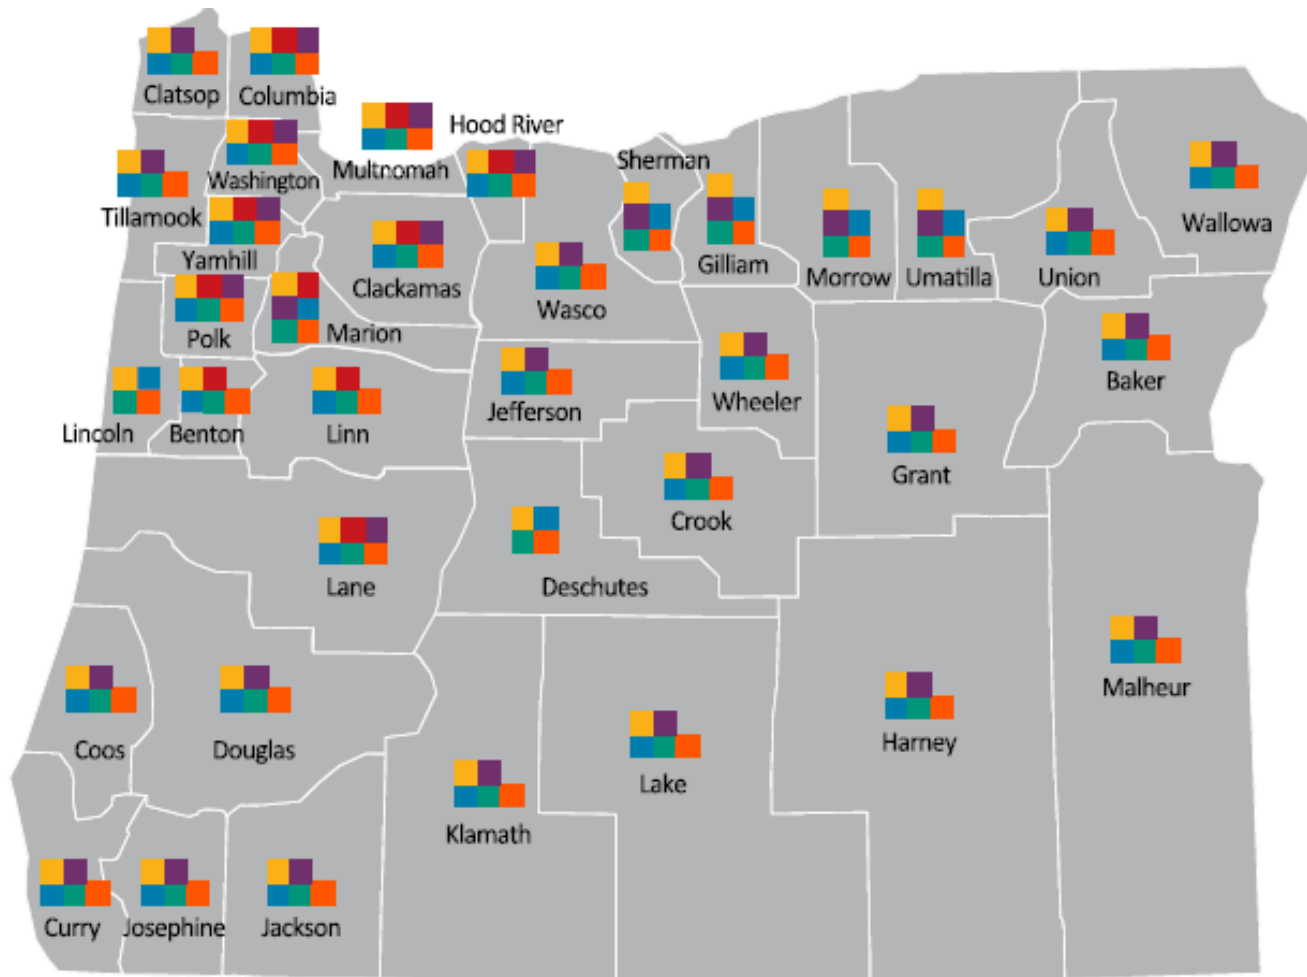 Clatsop
Columbia
Hood River
Multnomah
Sherman
Washington
Tillamook
Wallowa
Yamhill
Clackamas
Gilliam
Morrow
Umatilla
Union
Wasco
Polk
Marion
Baker
Jefferson
Wheeler
Lincoln
Benton
Linn
Grant
Crook
Lane
Deschutes
Malheur
Coos
Douglas
Harney
Lake
Klamath
Curry
Josephine
Jackson